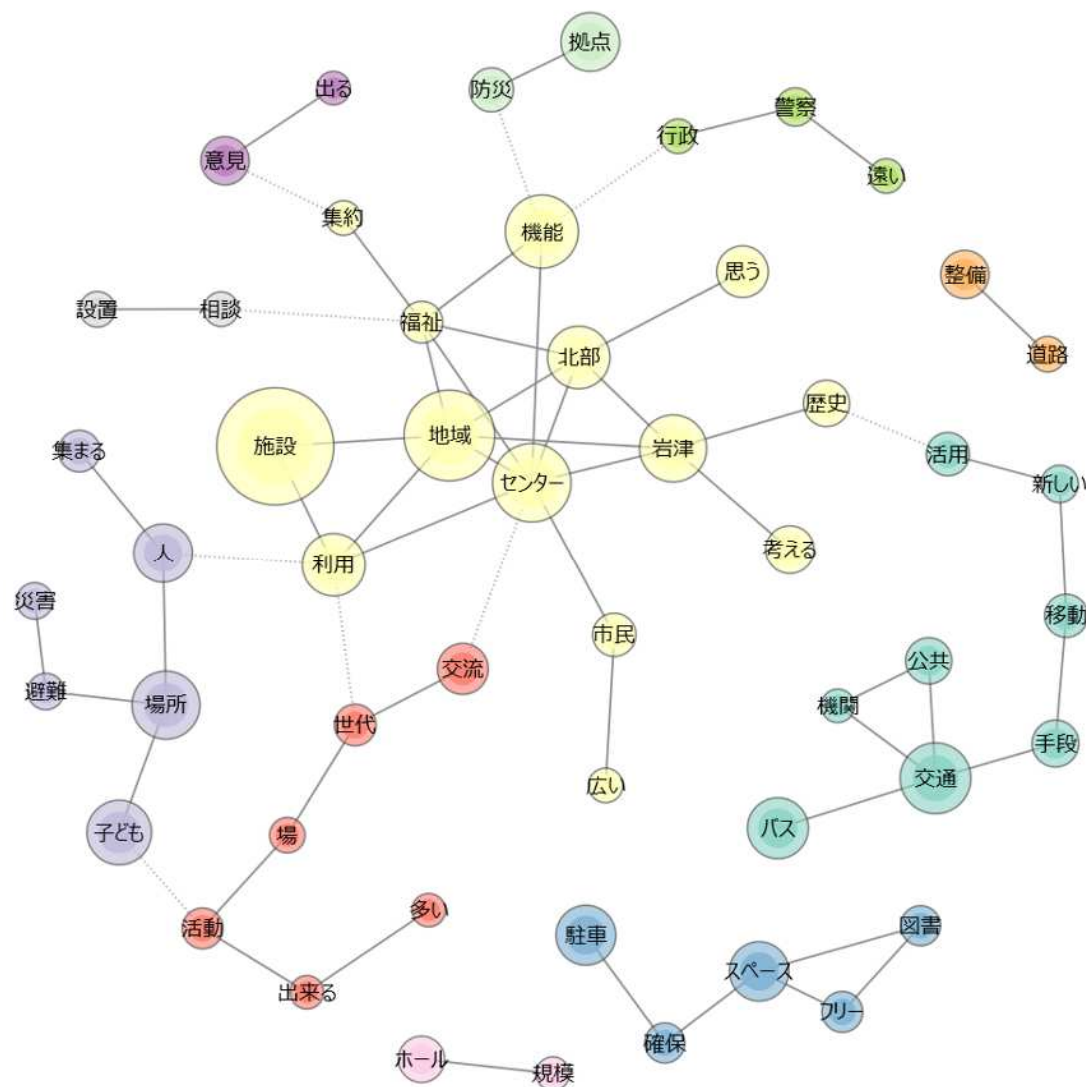 拠点
出る
防災
警察
行政
意見
遠い
集約
機能
思う
整備
設置
相談
福祉
道路
北部
歴史
施設
地域
岩津
集まる
活用
センター
新しい
人
利用
考える
災害
移動
市民
公共
避難
場所
交流
機関
世代
手段
交通
広い
子ども
場
バス
多い
図書
活動
駐車
スペース
出来る
フリー
確保
ホール
規模